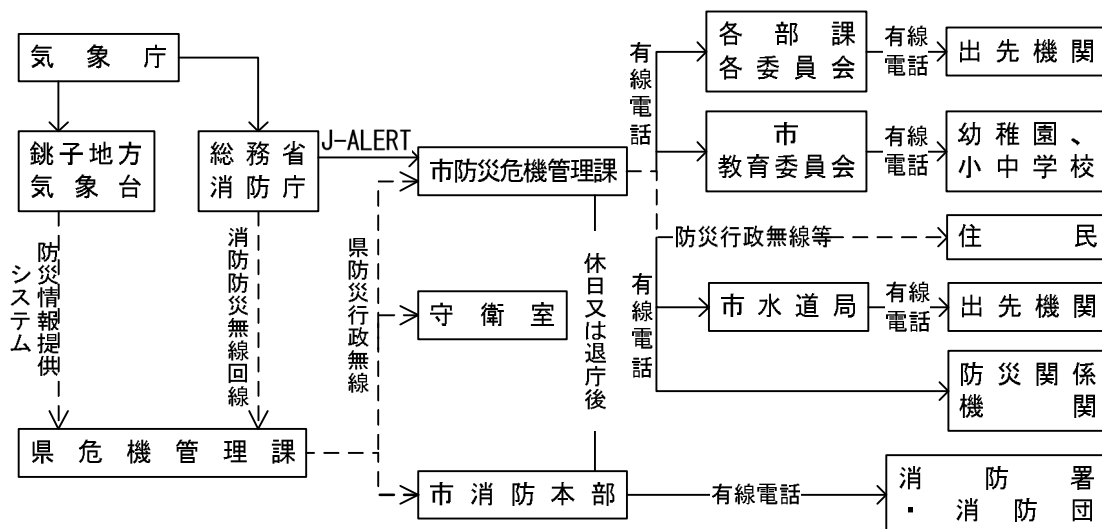 気象庁
銚子地方
気象台
総務省
消防庁
J-ALERT
市防災危機管理課
有線電話
各部課
各委員会
有線
電話
出先機関
市
教育委員会
有線
電話
幼稚園、
小中学校
防災行政無線等
住民
有線電話
市水道局
有線
電話
出先機関
防災関係
機関
防災情報提供
システム
消防防災無線回線
県防災行政無線
守衛室
休日又は退庁後
県危機管理課
市消防本部
有線電話
消防署
・消防団